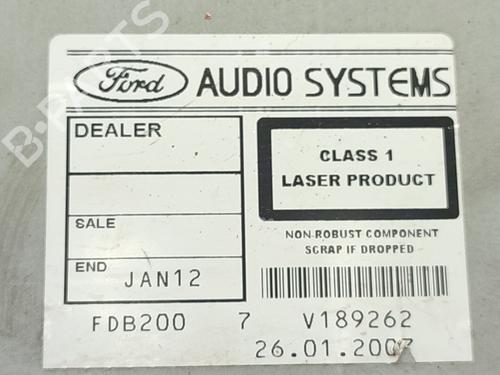 Ford AUDIO SYSTEMS
DEALER
CLASS 1
LASER PRODUCT
SALE
NON-ROBUST COMPONENT
SCRAP IF DROPPED
END JAN12
FDB200 7 V189262
26.01.2007
B-PARTS